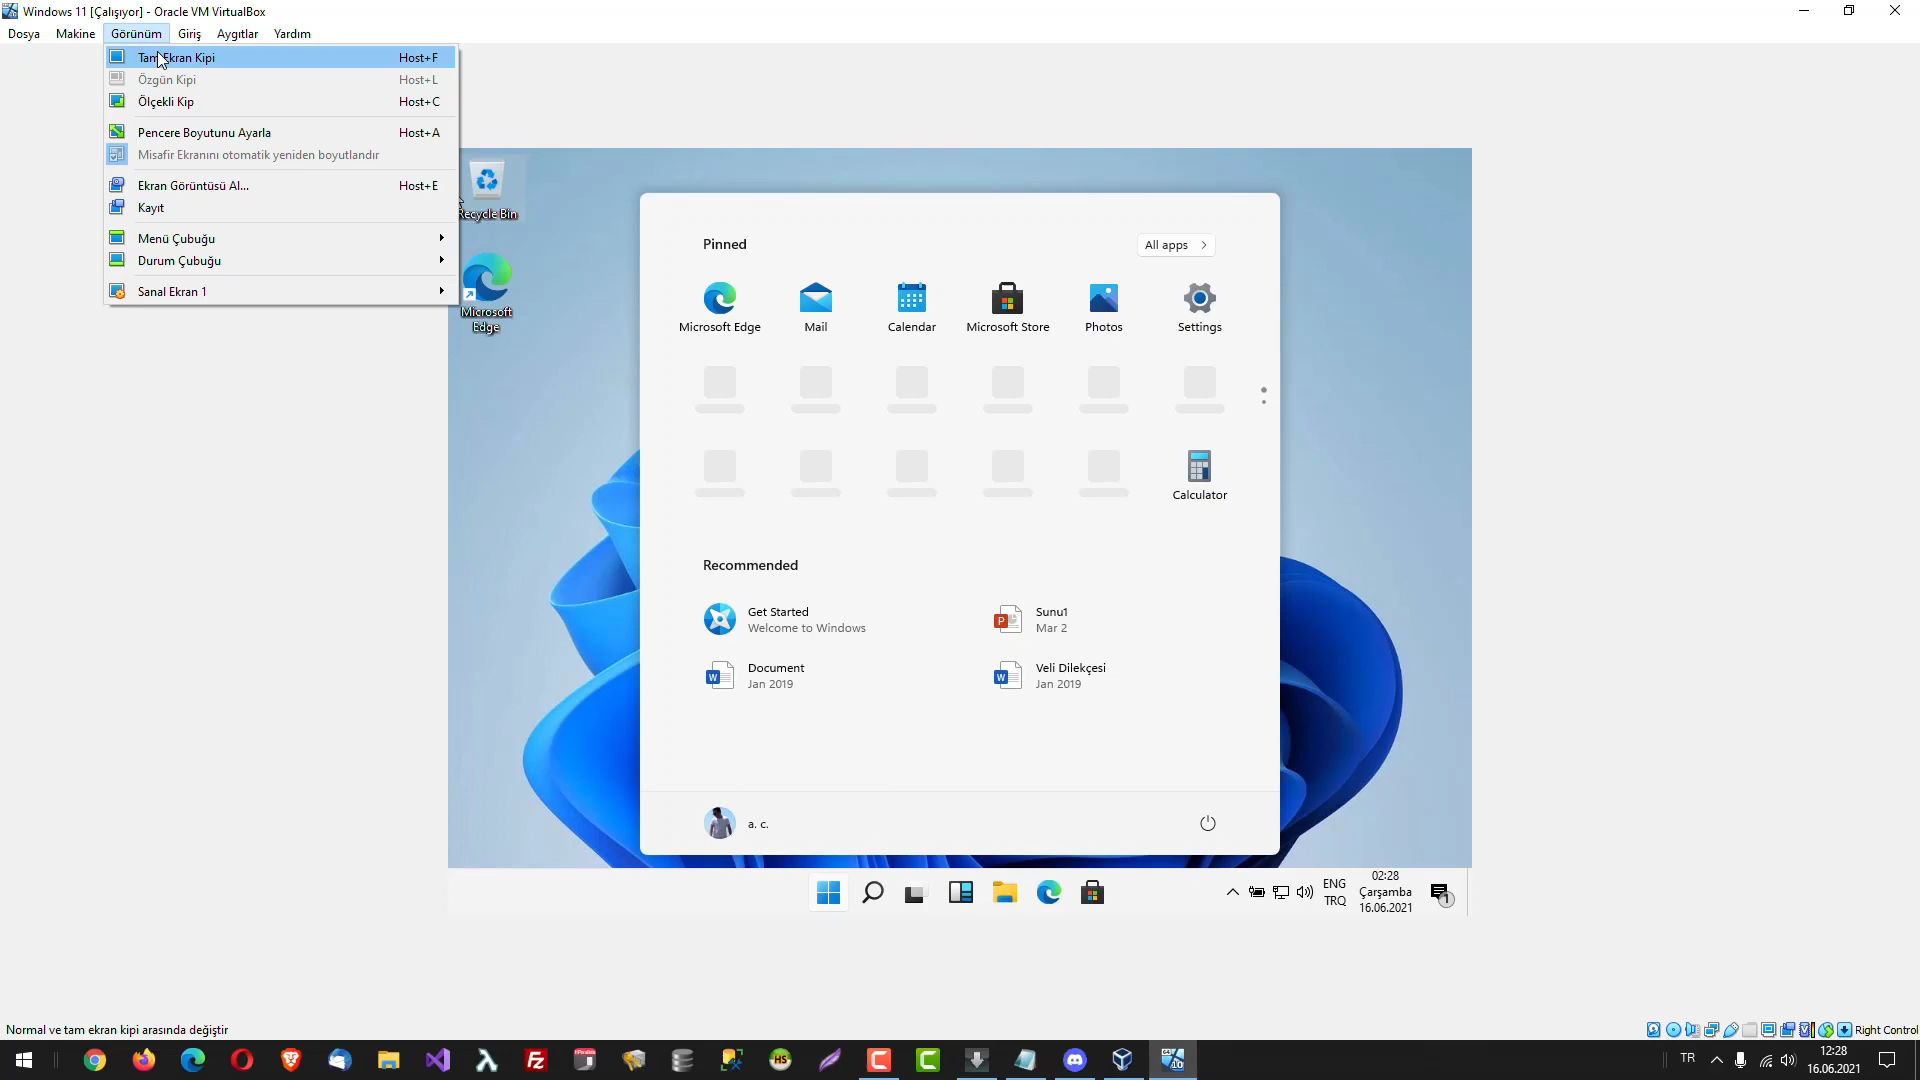 Windows 11 [Çalışıyor] - Oracle VM VirtualBox
Dosya Makine Görünüm Giriş Aygıtlar Yardım
Tam Ekran Kipi Host+F
Özgün Kipi Host+L
Ölçekli Kip Host+C
Pencere Boyutunu Ayarla Host+A
Misafir Ekranını otomatik yeniden boyutlandır
Ekran Görüntüsü Al... Host+E
Kayıt
Menü Çubuğu
Durum Çubuğu
Sanal Ekran 1
Recycle Bin
Microsoft
Edge
Pinned All apps
Microsoft Edge Mail Calendar Microsoft Store Photos Settings
Calculator
Recommended
Get Started
Welcome to Windows
Sunu1
Mar 2
Document
Jan 2019
Veli Dilekçesi
Jan 2019
a. c.
ENG
TRQ
02:28
Çarşamba
16.06.2021
1
Normal ve tam ekran kipi arasında değiştir
Right Control
TR
12:28
16.06.2021